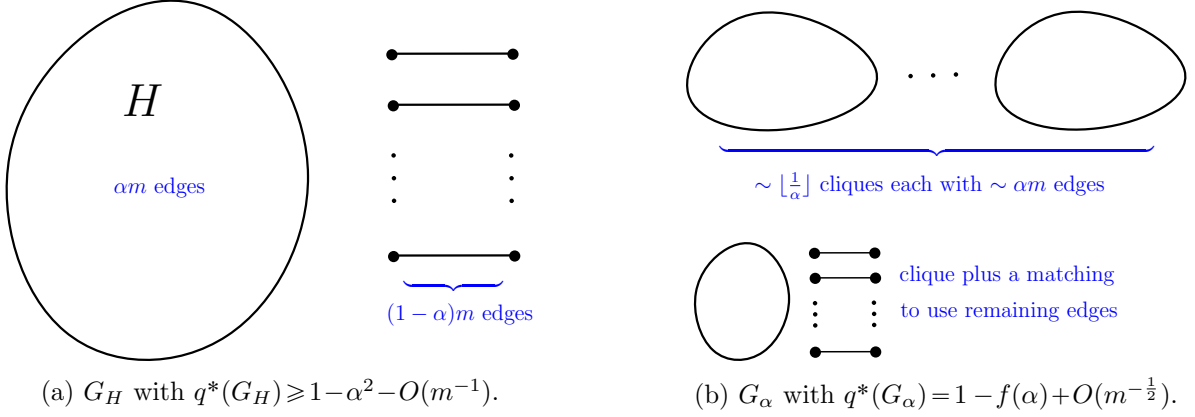 H
αm edges
(1 − α)m edges
(a) G_H with q*(G_H) ⩾ 1−α²−O(m⁻¹).
· · ·
∼ ⌊1/α⌋ cliques each with ∼ αm edges
clique plus a matching
to use remaining edges
(b) G_α with q*(G_α) = 1 − f(α)+O(m^{-1/2}).